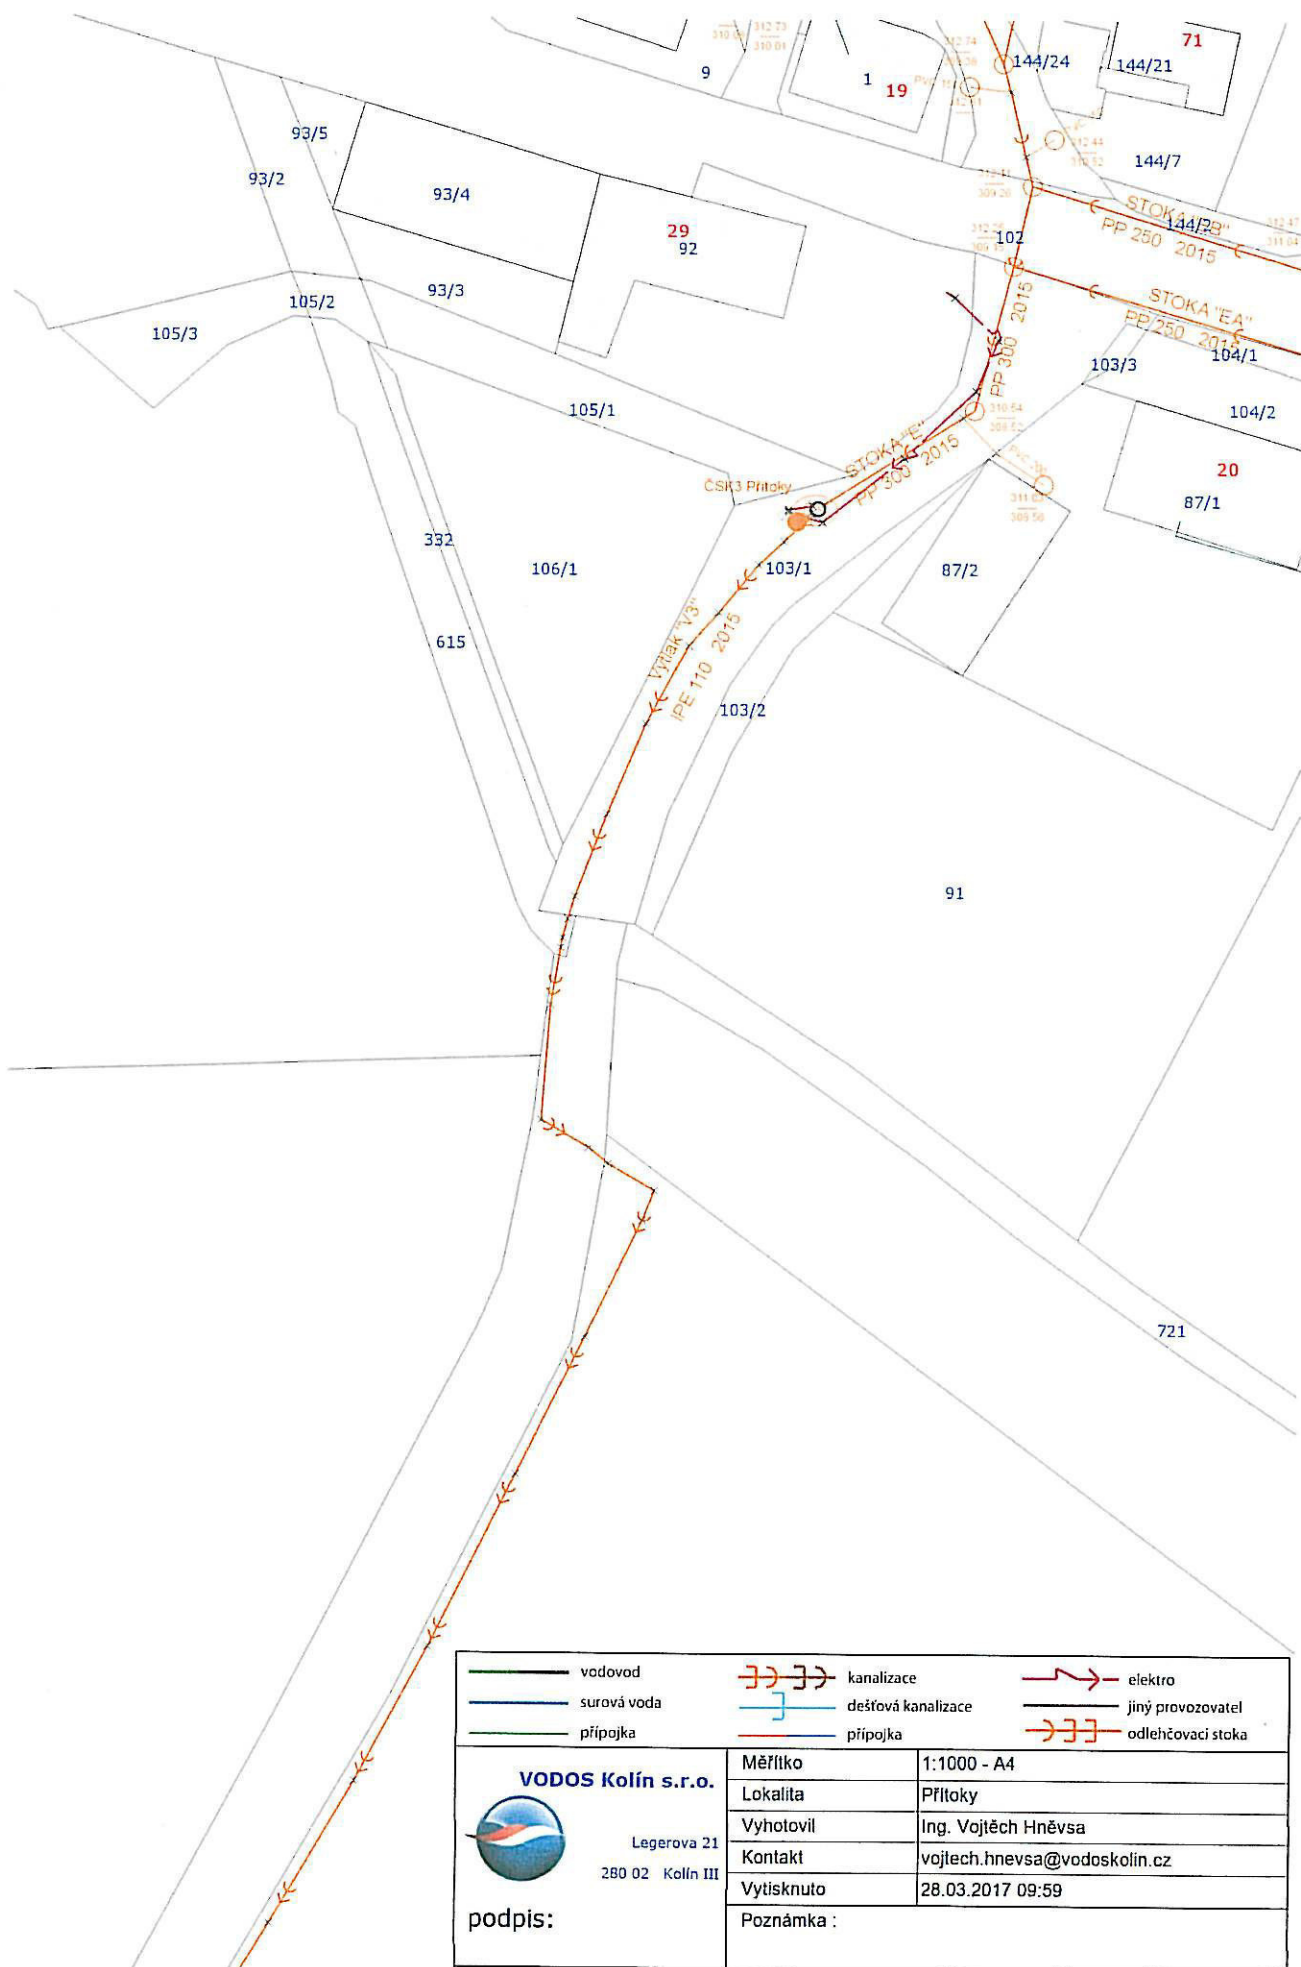 71
144/24
144/21
9
1
19
93/5
93/2
93/4
144/7
29
92
102
STOKA "EB"
144/2
PP 250 2015
93/3
105/2
105/3
STOKA "EA"
PP 250 2015
104/1
PP 300 2015
103/3
104/2
105/1
310.54
STOKA "E"
PP 300 2015
20
87/1
ČSK3 Přítoky
332
106/1
103/1
87/2
615
Výtlak "V3"
IPE 110 2015
103/2
91
721
vodovod
kanalizace
elektro
surová voda
dešťová kanalizace
jiný provozovatel
přípojka
přípojka
odlehčovací stoka
VODOS Kolín s.r.o.
Legerova 21
280 02 Kolín III
podpis:
Měřítko 1:1000 - A4
Lokalita Přítoky
Vyhotovil Ing. Vojtěch Hněvsa
Kontakt vojtech.hnevsa@vodoskolin.cz
Vytisknuto 28.03.2017 09:59
Poznámka :